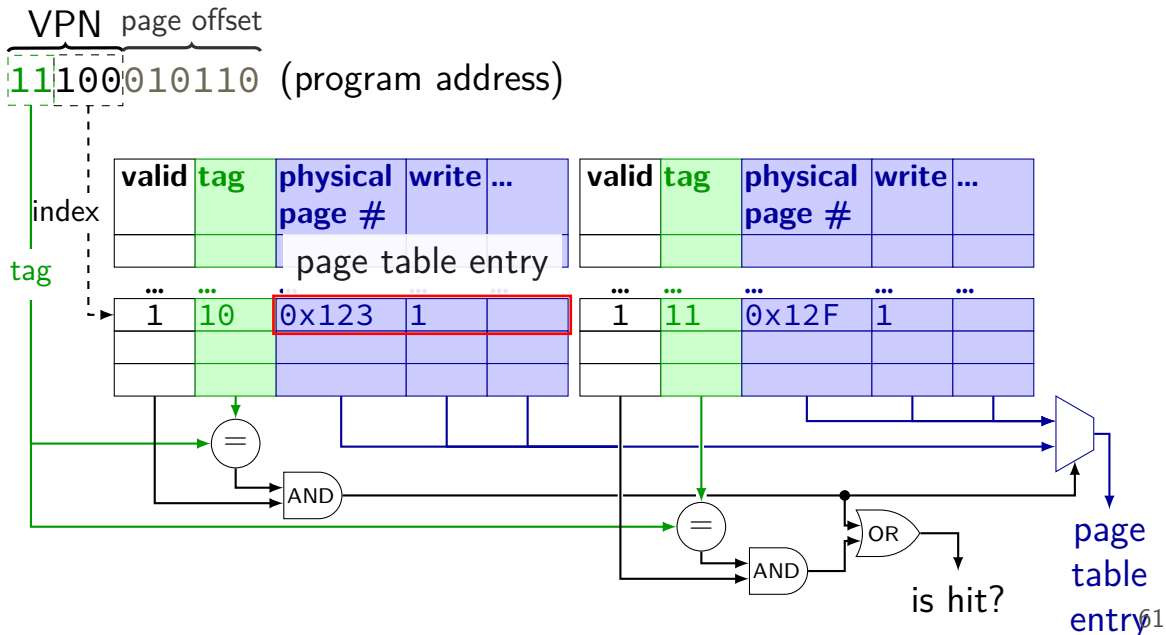 VPN page offset
11100010110 (program address)
valid tag physical page # write ... valid tag physical page # write ...
index
tag
page table entry
... ... ... ... ... ... ... ... ...
1 10 0x123 1 1 11 0x12F 1
=
AND
=
AND
OR
is hit?
page
table
entry
61